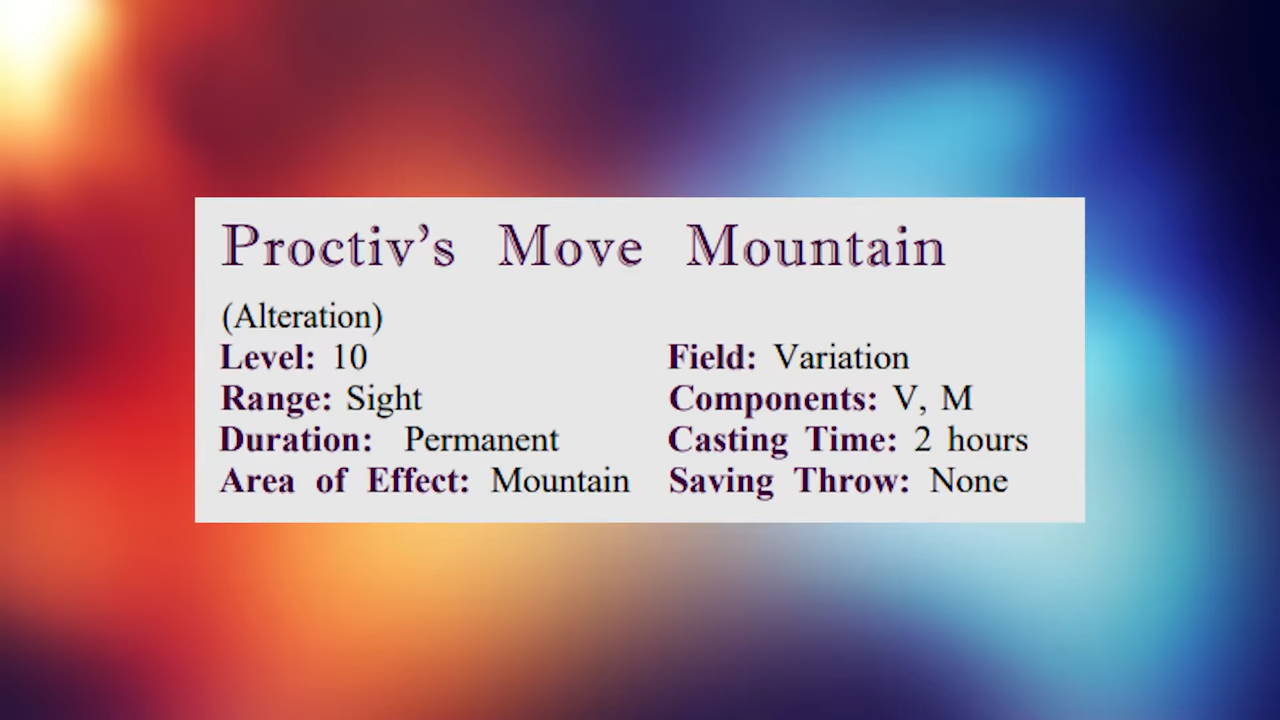 Proctiv’s Move Mountain
(Alteration)
Level: 10 Field: Variation
Range: Sight Components: V, M
Duration: Permanent Casting Time: 2 hours
Area of Effect: Mountain Saving Throw: None